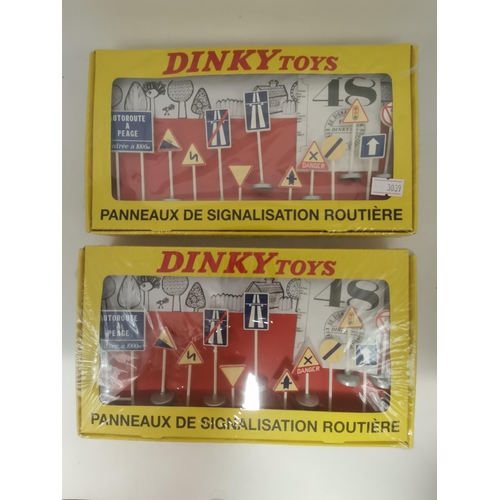 DINKY TOYS
48
AUTOROUTE
A
PEAGE
DANGER
3039
PANNEAUX DE SIGNALISATION ROUTIÈRE
DINKY TOYS
48
AUTOROUTE
A
PEAGE
DANGER
PANNEAUX DE SIGNALISATION ROUTIÈRE